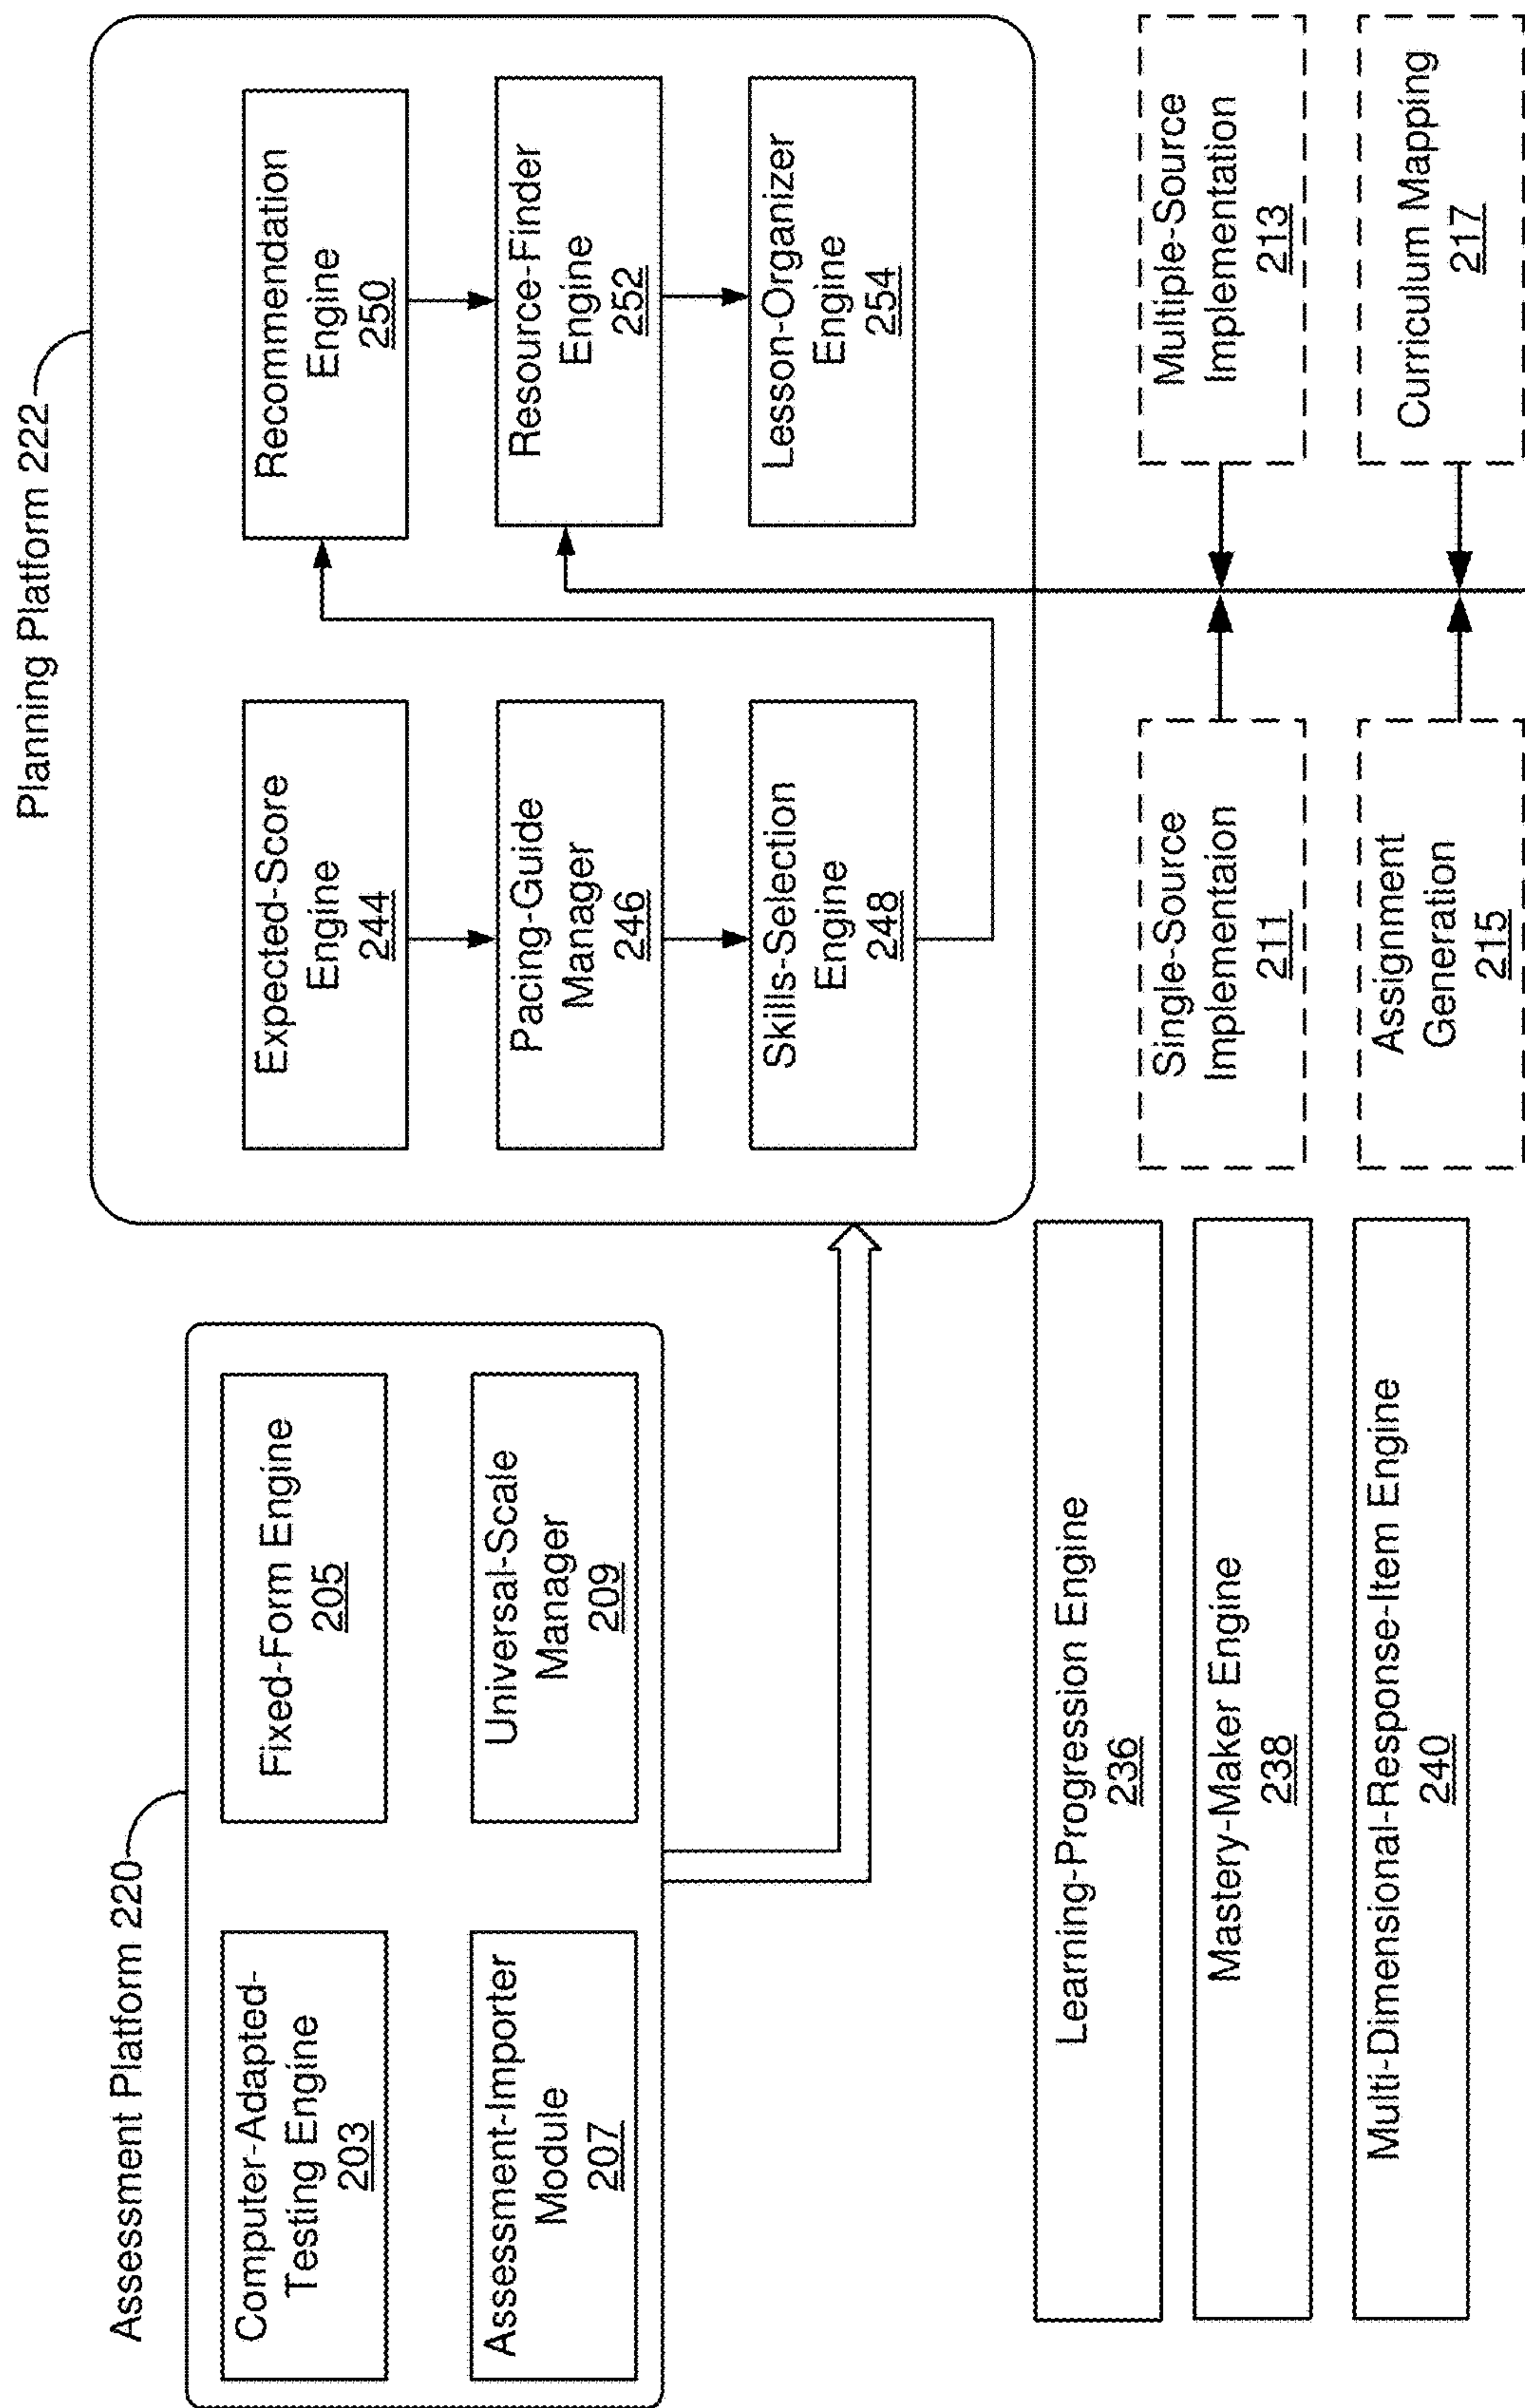 Assessment Platform 220
Computer-Adapted-
Testing Engine
203
Fixed-Form Engine
205
Assessment-Importer
Module
207
Universal-Scale
Manager
209
Planning Platform 222
Expected-Score
Engine
244
Recommendation
Engine
250
Pacing-Guide
Manager
246
Resource-Finder
Engine
252
Skills-Selection
Engine
248
Lesson-Organizer
Engine
254
Learning-Progression Engine
236
Mastery-Maker Engine
238
Multi-Dimensional-Response-Item Engine
240
Single-Source
Implementaion
211
Multiple-Source
Implementation
213
Assignment
Generation
215
Curriculum Mapping
217